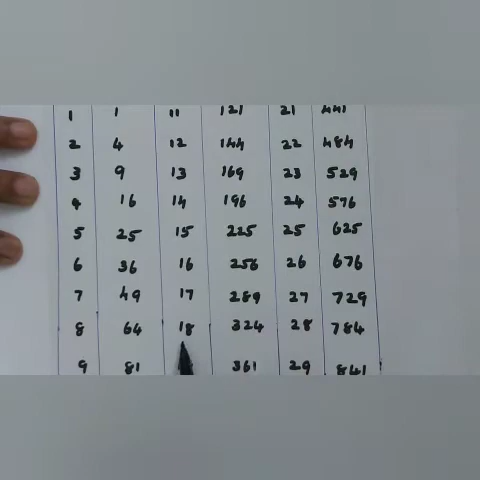 1 1 11 121 21 441
2 4 12 144 22 484
3 9 13 169 23 529
4 16 14 196 24 576
5 25 15 225 25 625
6 36 16 256 26 676
7 49 17 289 27 729
8 64 18 324 28 784
9 81 361 29 841